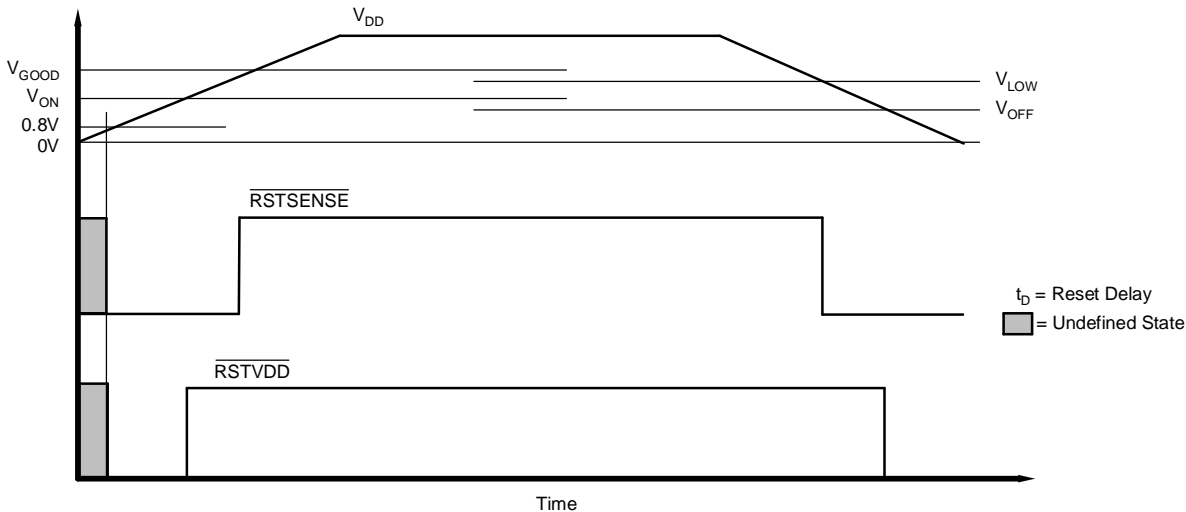 V_DD
V_GOOD
V_LOW
V_ON
V_OFF
0.8V
0V
RSTSENSE
t_D = Reset Delay
= Undefined State
RSTVDD
Time